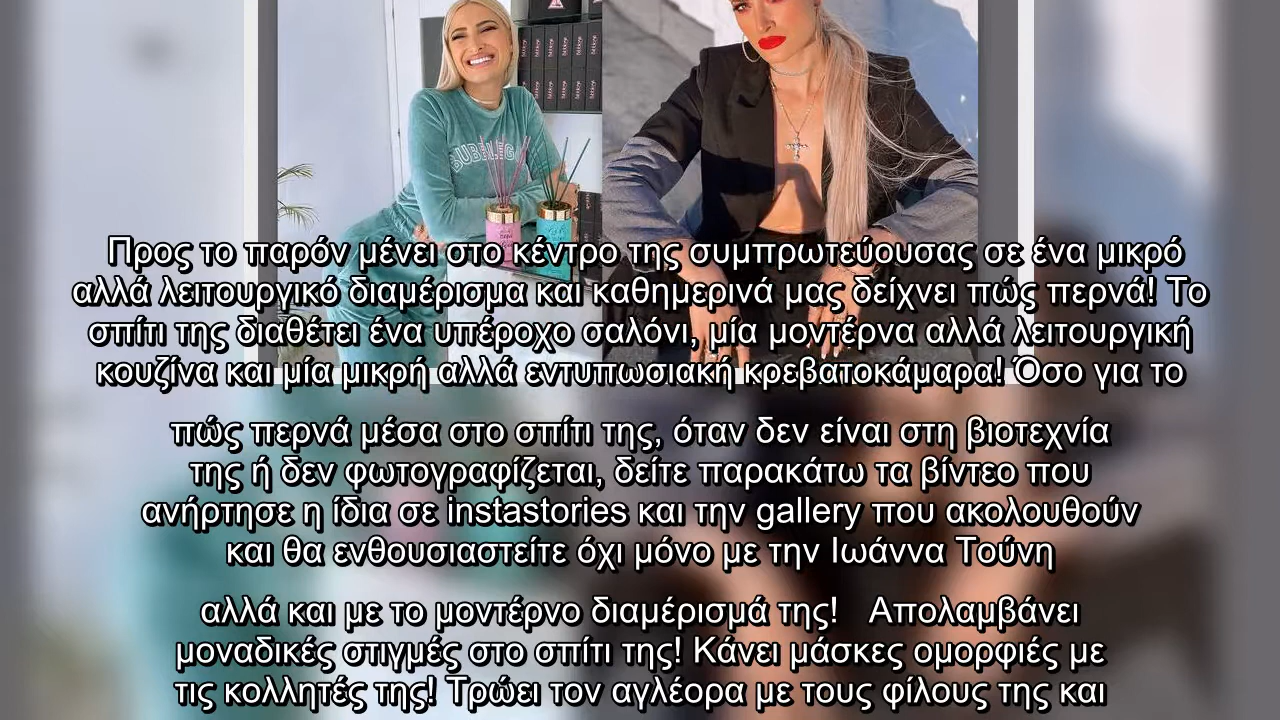 BUBBLEG
Προς το παρόν μένει στο κέντρο της συμπρωτεύουσας σε ένα μικρό
αλλά λειτουργικό διαμέρισμα και καθημερινά μας δείχνει πώς περνά! Το
σπίτι της διαθέτει ένα υπέροχο σαλόνι, μία μοντέρνα αλλά λειτουργική
κουζίνα και μία μικρή αλλά εντυπωσιακή κρεβατοκάμαρα! Όσο για το
πώς περνά μέσα στο σπίτι της, όταν δεν είναι στη βιοτεχνία
της ή δεν φωτογραφίζεται, δείτε παρακάτω τα βίντεο που
ανήρτησε η ίδια σε instastories και την gallery που ακολουθούν
και θα ενθουσιαστείτε όχι μόνο με την Ιωάννα Τούνη
αλλά και με το μοντέρνο διαμέρισμά της!   Απολαμβάνει
μοναδικές στιγμές στο σπίτι της! Κάνει μάσκες ομορφιές με
τις κολλητές της! Τρώει τον αγλέορα με τους φίλους της και